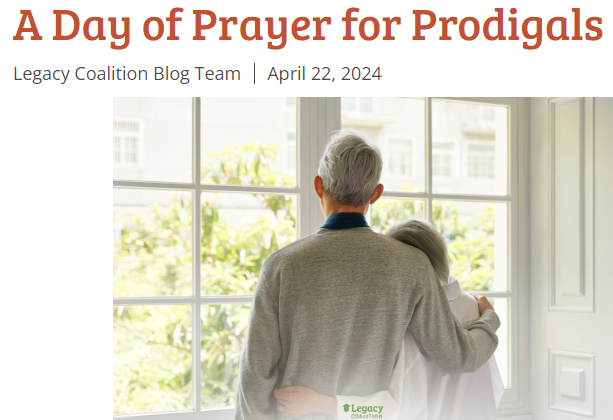 A Day of Prayer for Prodigals
Legacy Coalition Blog Team | April 22, 2024
Legacy
COALITION